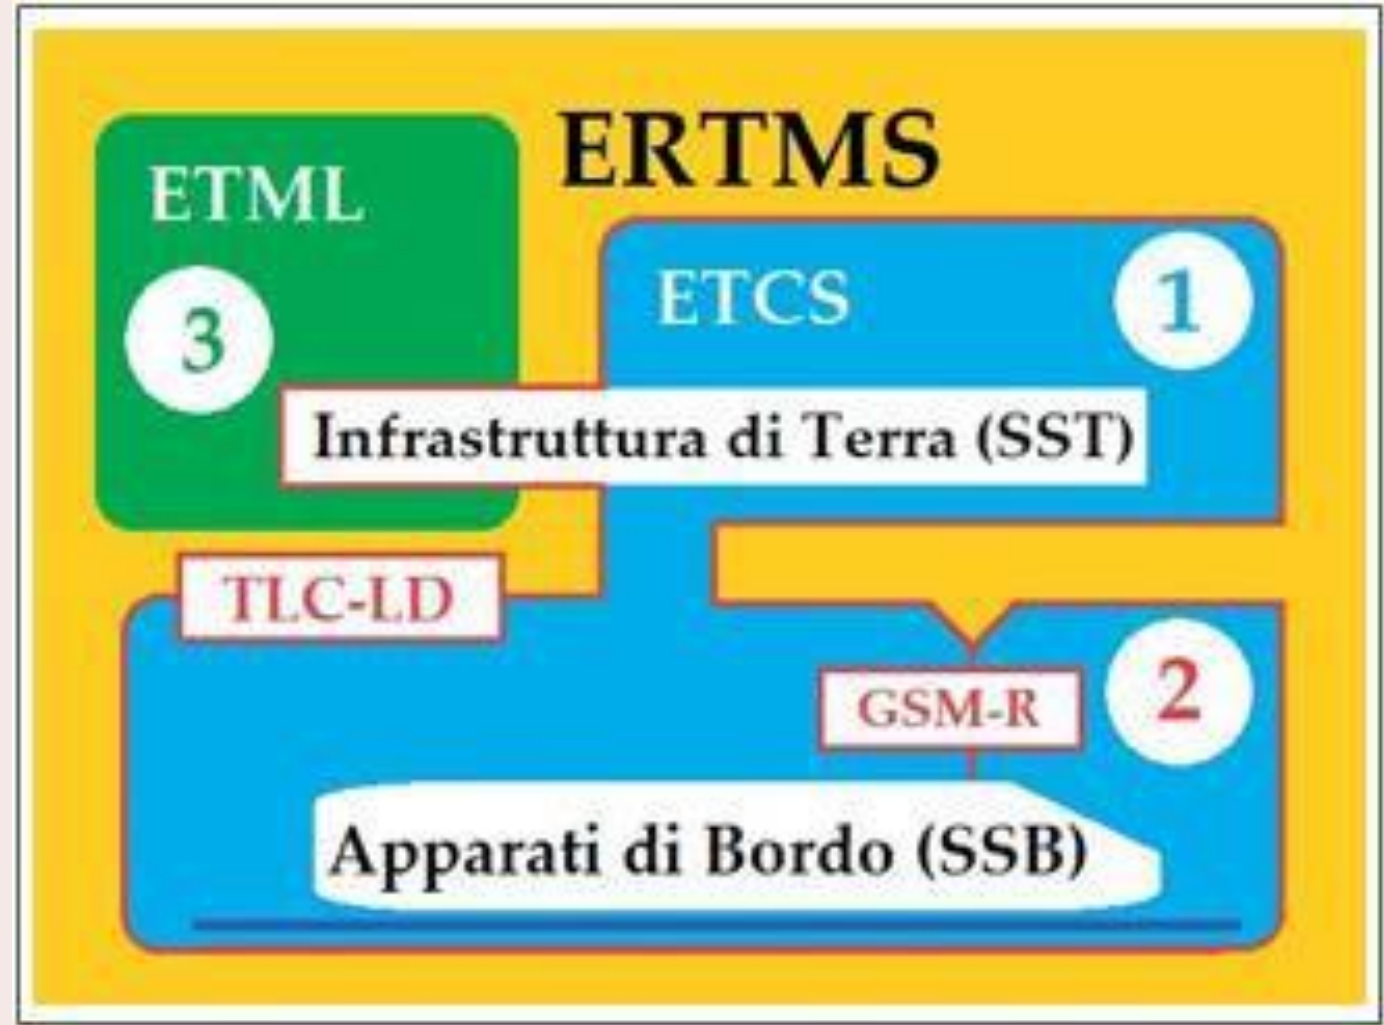 ERTMS
ETML
3
ETCS
1
Infrastruttura di Terra (SST)
TLC-LD
GSM-R
2
Apparati di Bordo (SSB)